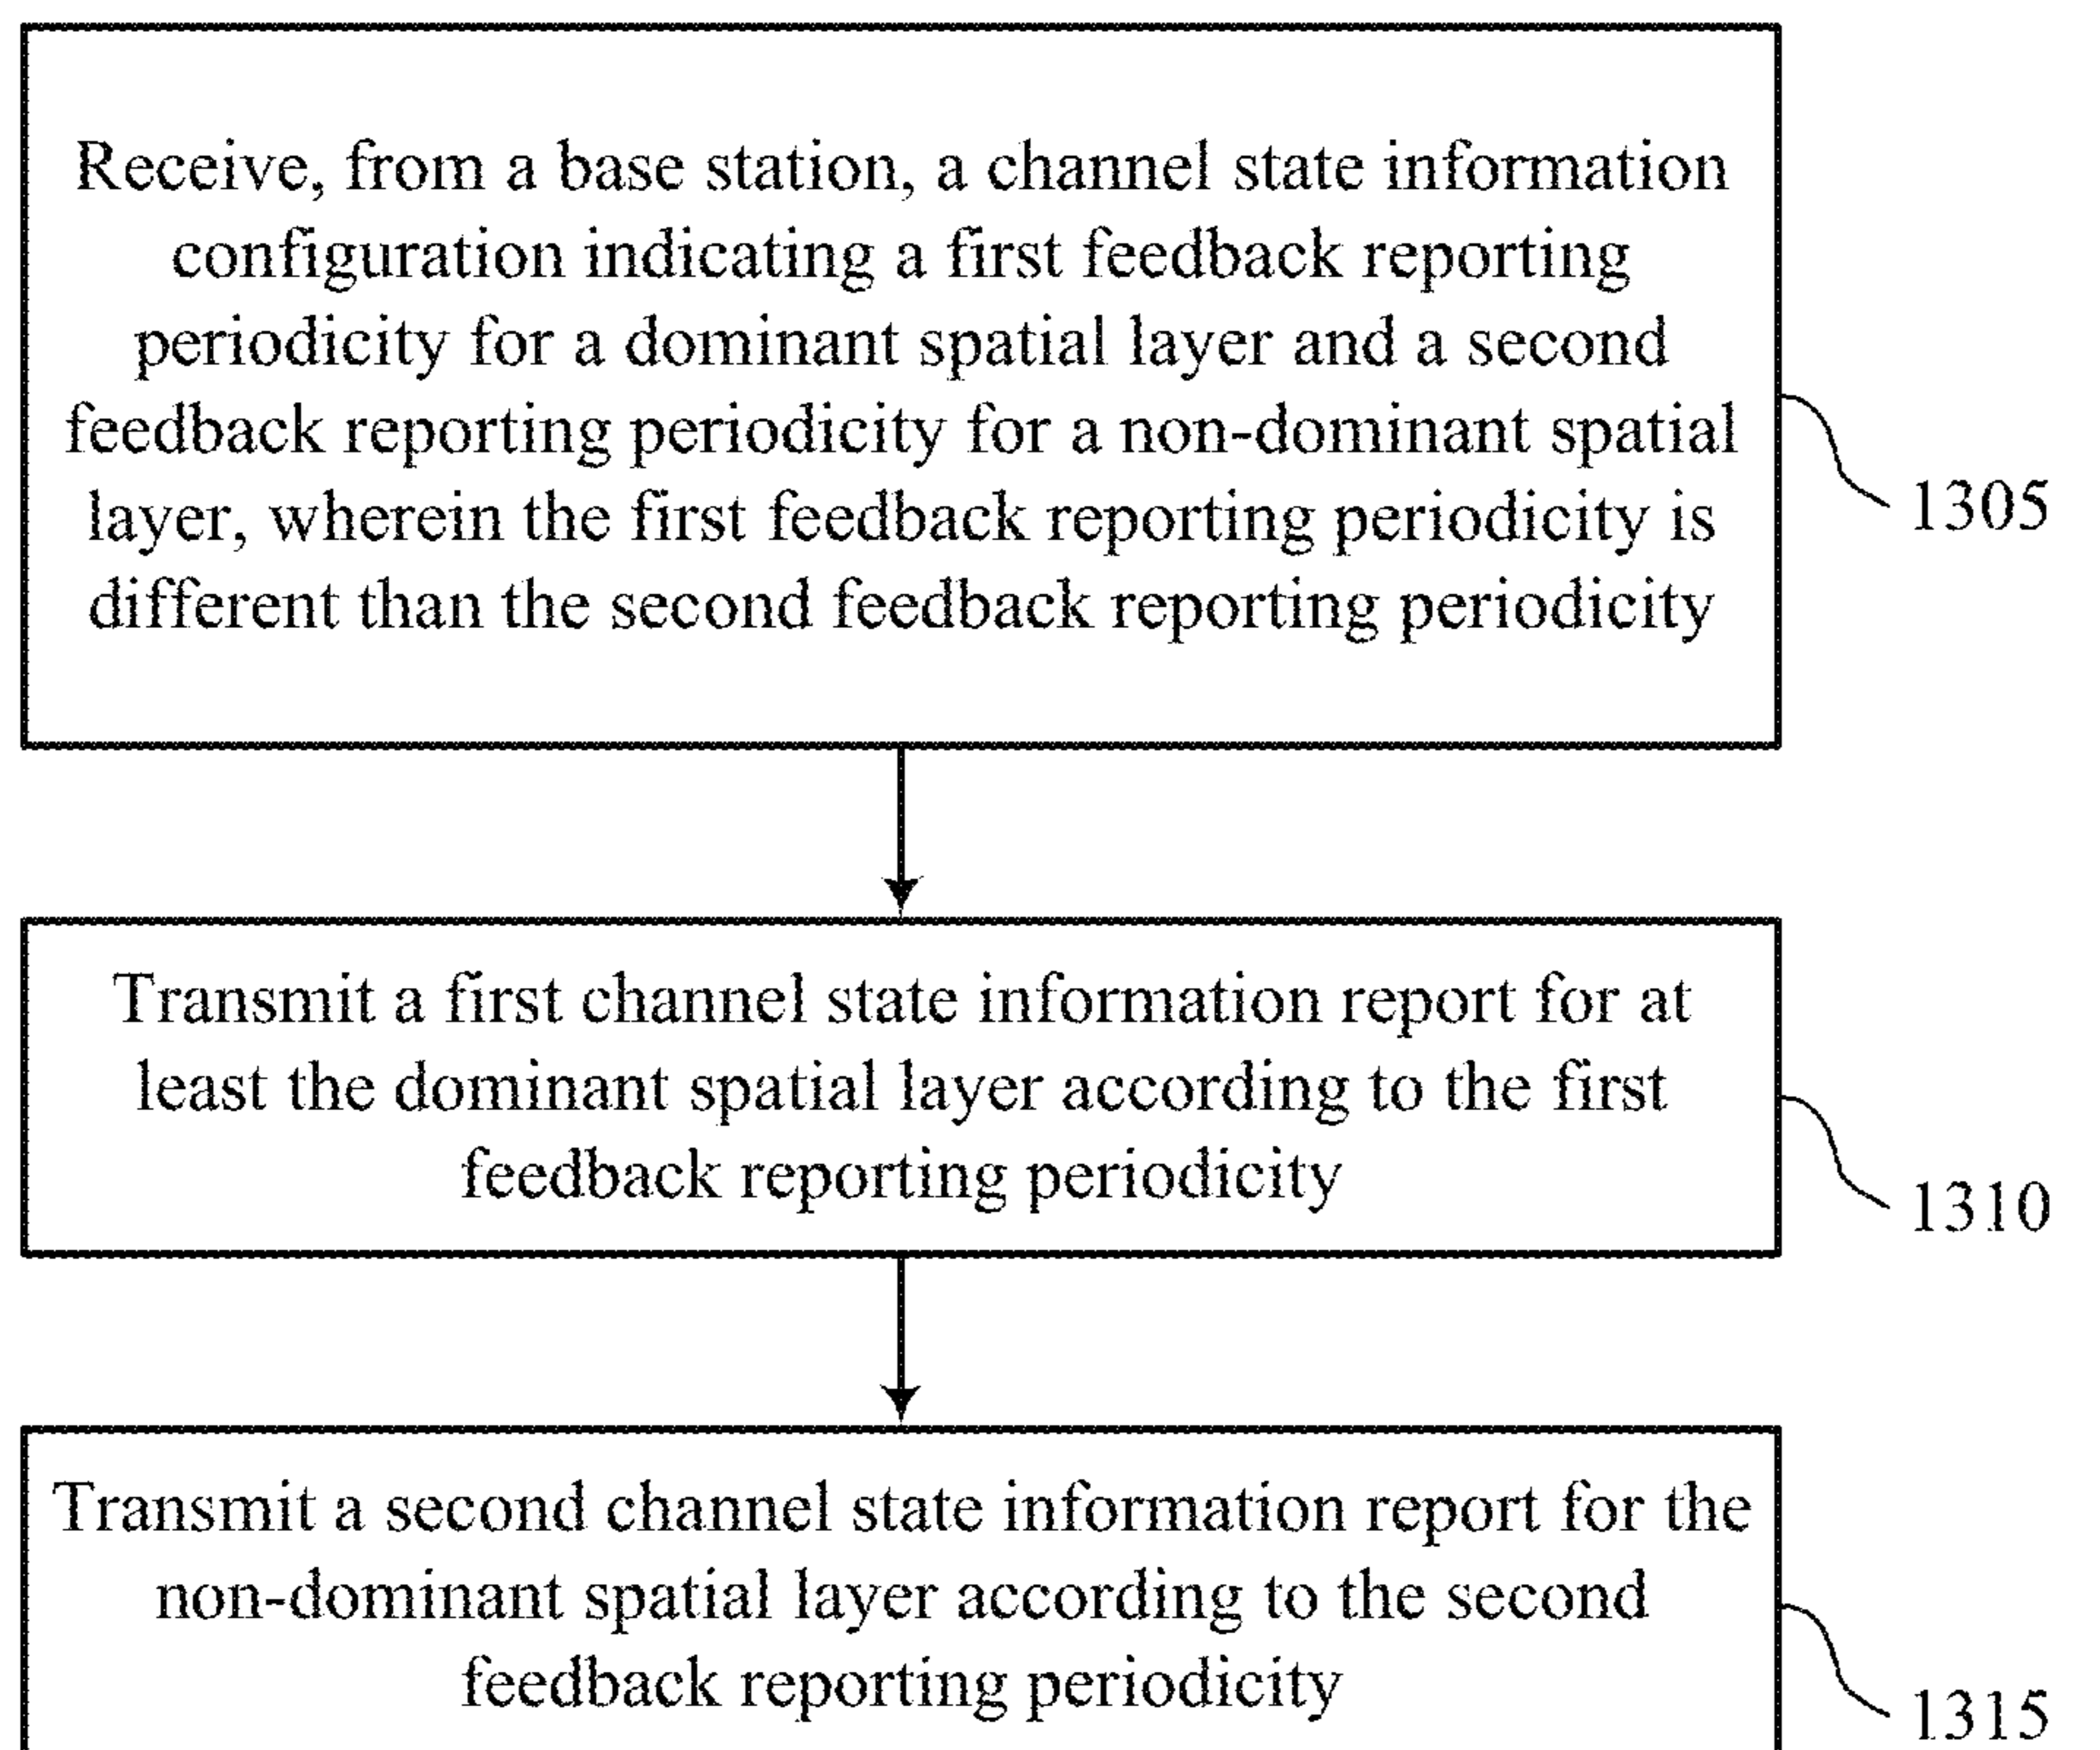 Receive, from a base station, a channel state information
configuration indicating a first feedback reporting
periodicity for a dominant spatial layer and a second
feedback reporting periodicity for a non-dominant spatial
layer, wherein the first feedback reporting periodicity is
different than the second feedback reporting periodicity
1305
Transmit a first channel state information report for at
least the dominant spatial layer according to the first
feedback reporting periodicity
1310
Transmit a second channel state information report for the
non-dominant spatial layer according to the second
feedback reporting periodicity
1315